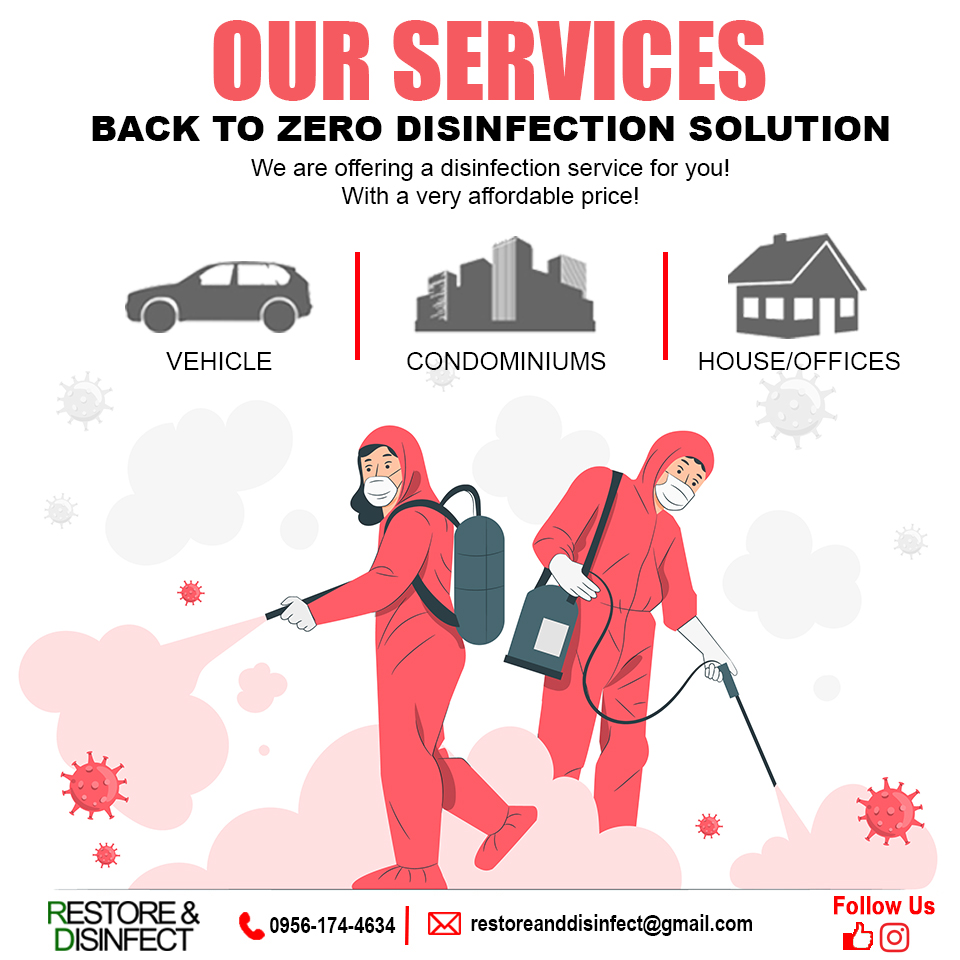 OUR SERVICES
BACK TO ZERO DISINFECTION SOLUTION
We are offering a disinfection service for you!
With a very affordable price!
VEHICLE
CONDOMINIUMS
HOUSE/OFFICES
RESTORE &
DISINFECT
0956-174-4634
restoreanddisinfect@gmail.com
Follow Us